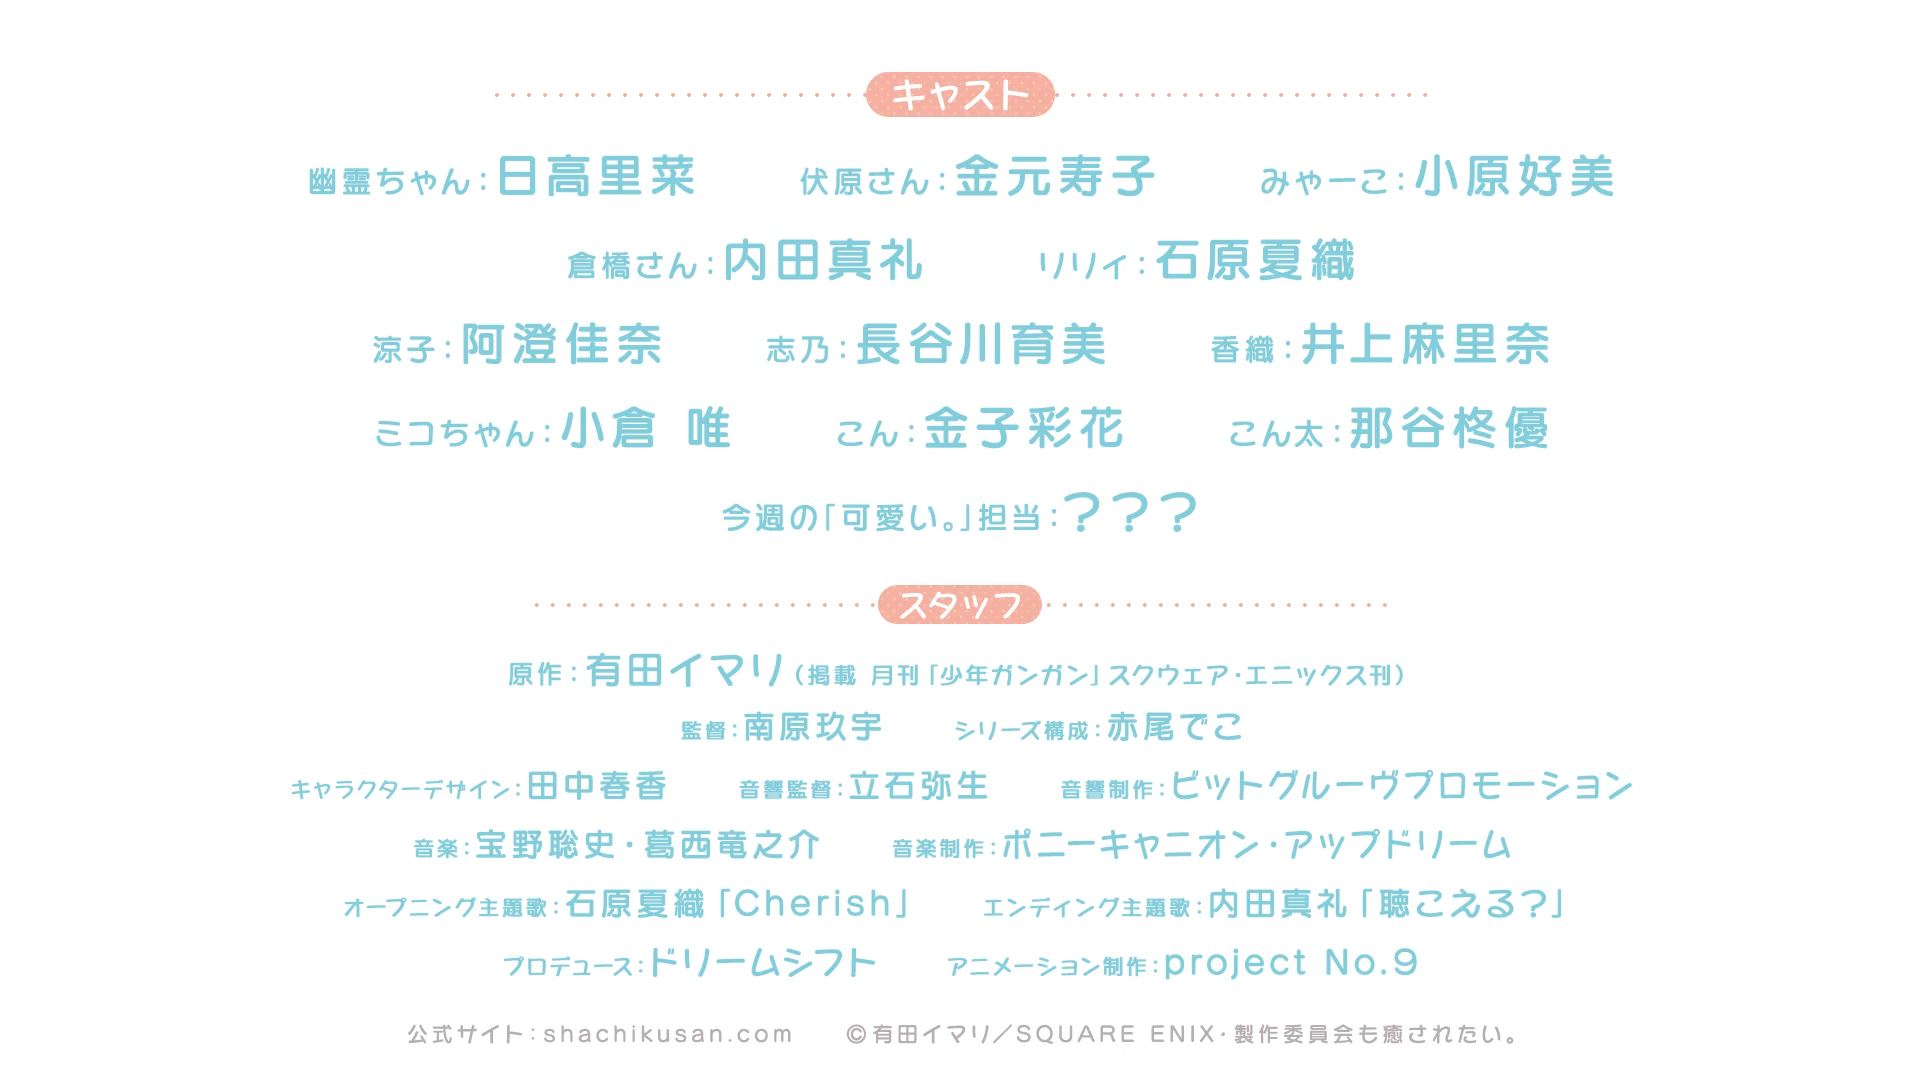 キャスト
幽霊ちゃん：日高里菜　伏原さん：金元寿子　みゃーこ：小原好美
倉橋さん：内田真礼　リリィ：石原夏織
涼子：阿澄佳奈　志乃：長谷川育美　香織：井上麻里奈
ミコちゃん：小倉 唯　こん：金子彩花　こん太：那谷柊優
今週の「可愛い。」担当：？？？
スタッフ
原作：有田イマリ（掲載 月刊「少年ガンガン」スクウェア・エニックス刊）
監督：南原玖宇　シリーズ構成：赤尾でこ
キャラクターデザイン：田中春香　音響監督：立石弥生　音響制作：ビットグルーヴプロモーション
音楽：宝野聡史・葛西竜之介　音楽制作：ポニーキャニオン・アップドリーム
オープニング主題歌：石原夏織「Cherish」　エンディング主題歌：内田真礼「聴こえる？」
プロデュース：ドリームシフト　アニメーション制作：project No.9
公式サイト：shachikusan.com　©有田イマリ／SQUARE ENIX・製作委員会も癒されたい。